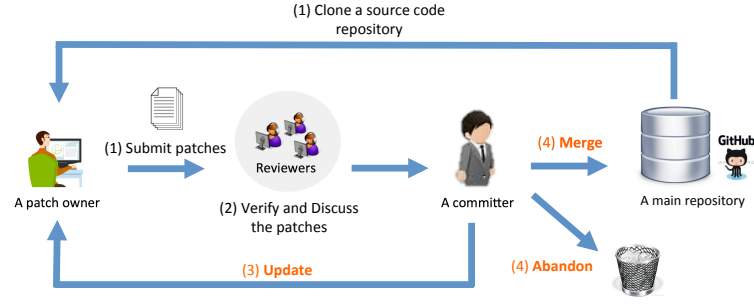 (1) Clone a source code
repository
(1) Submit patches
Reviewers
(4) Merge
GitHub
A patch owner
(2) Verify and Discuss
the patches
A committer
A main repository
(3) Update
(4) Abandon